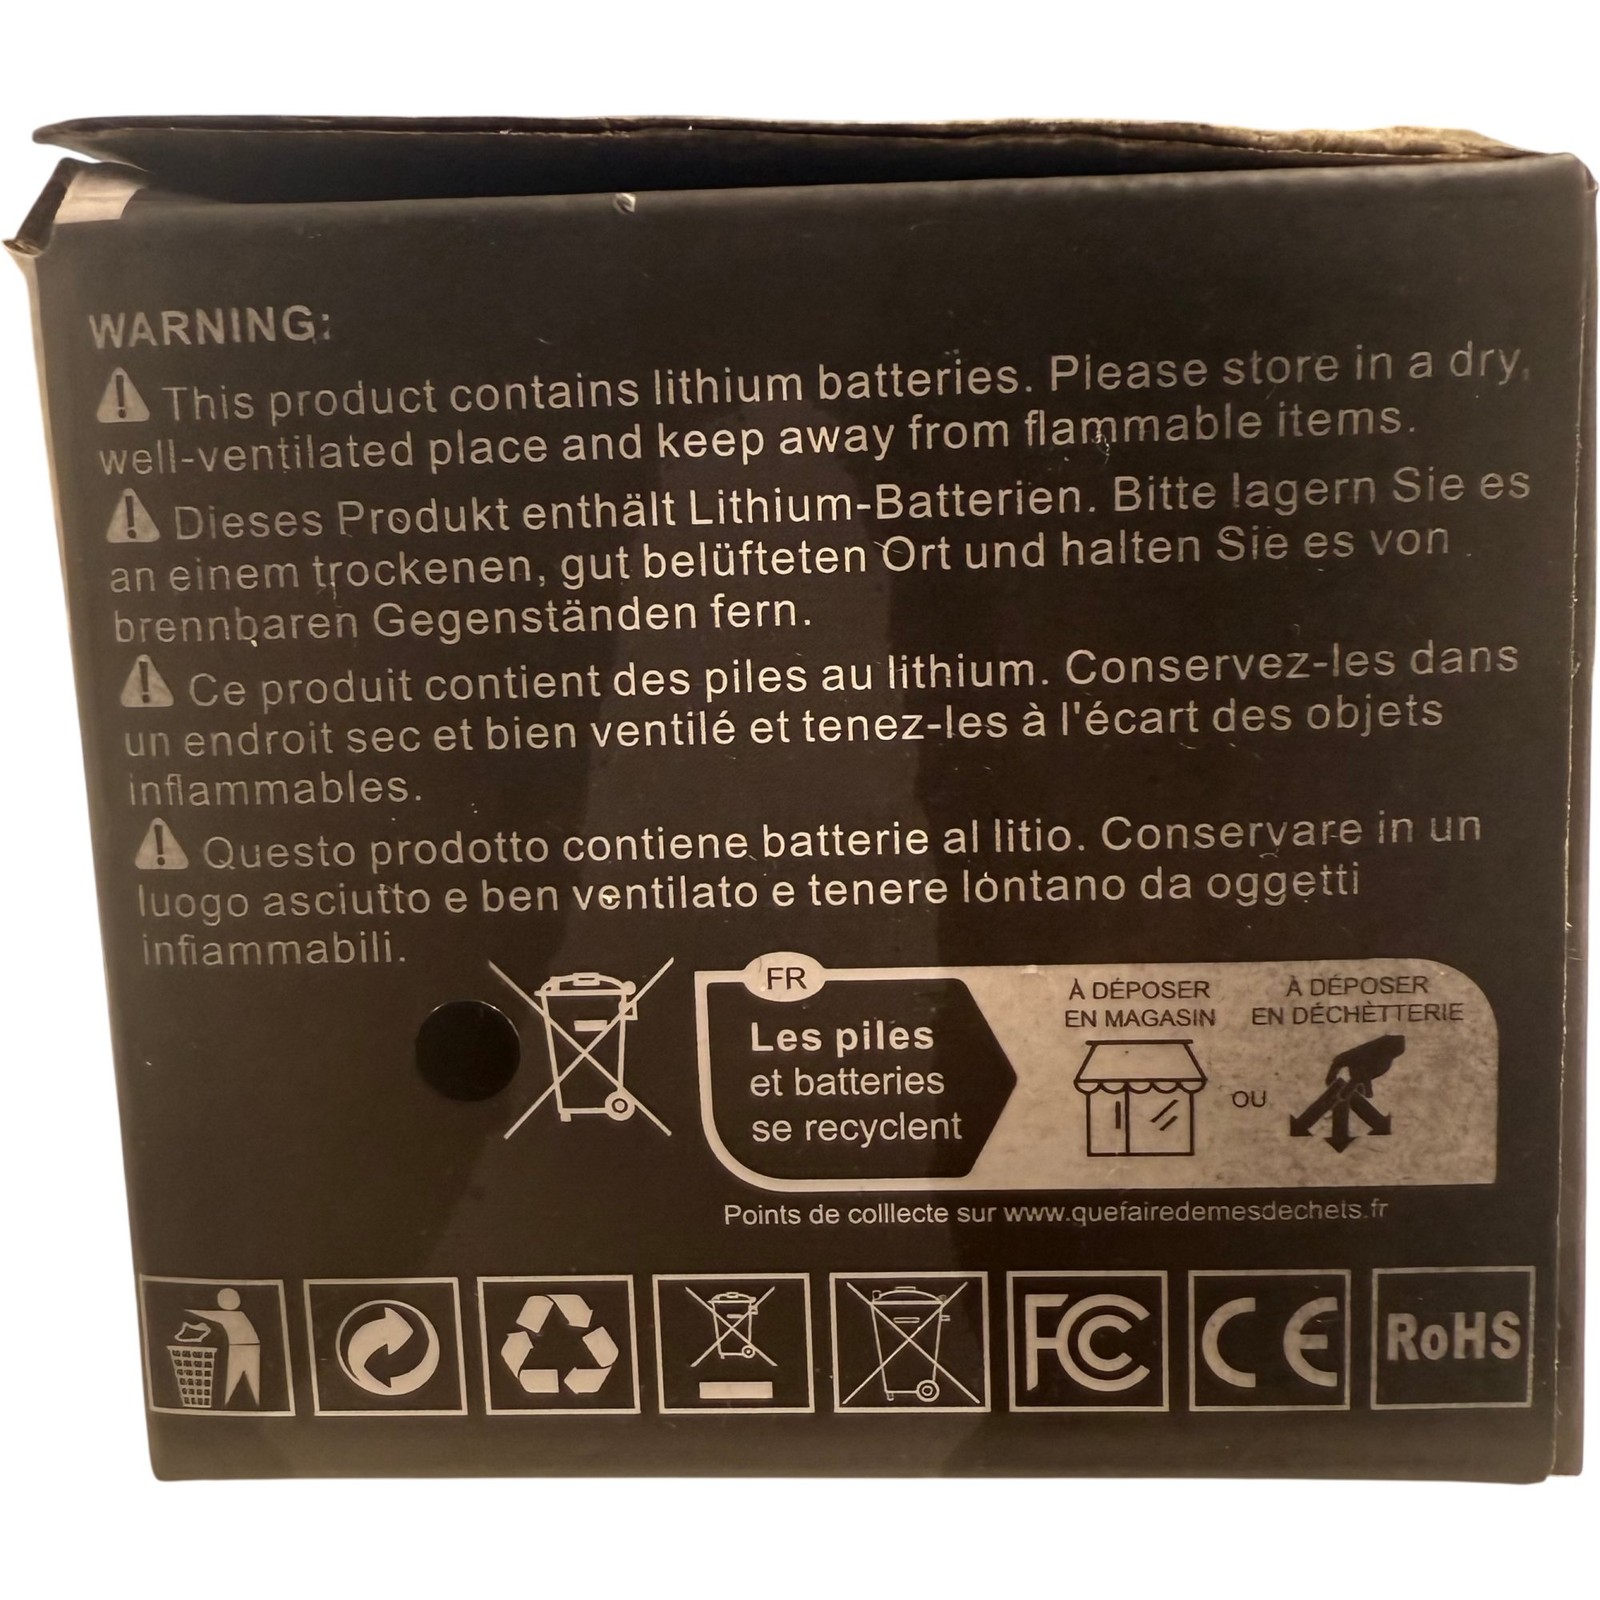 WARNING:
This product contains lithium batteries. Please store in a dry,
well-ventilated place and keep away from flammable items.
Dieses Produkt enthält Lithium-Batterien. Bitte lagern Sie es
an einem trockenen, gut belüfteten Ort und halten Sie es von
brennbaren Gegenständen fern.
Ce produit contient des piles au lithium. Conservez-les dans
un endroit sec et bien ventilé et tenez-les à l'écart des objets
inflammables.
Questo prodotto contiene batterie al litio. Conservare in un
luogo asciutto e ben ventilato e tenere lontano da oggetti
infiammabili.
FR
Les piles
et batteries
se recyclent
À DÉPOSER
EN MAGASIN
OU
À DÉPOSER
EN DÉCHÈTTERIE
Points de colllecte sur www.quefairedemesdechets.fr
FC CE RoHS